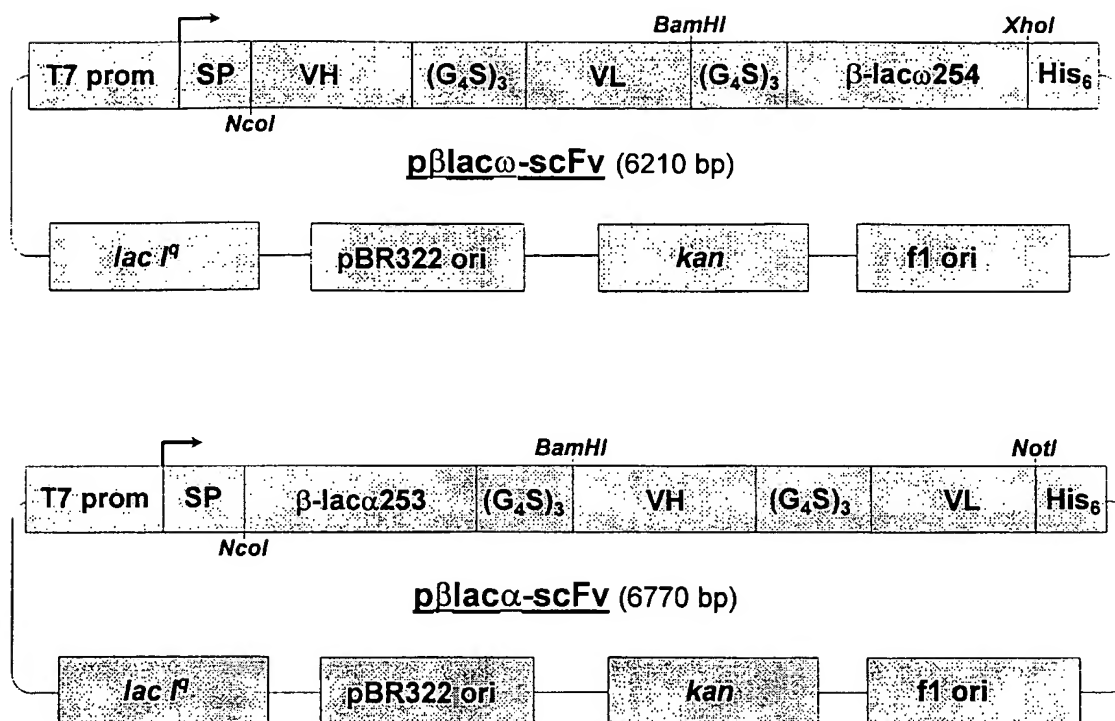 BamHI XhoI
T7 prom SP VH (G₄S)₃ VL (G₄S)₃ β-lacω254 His₆
NcoI
pβlacω-scFv (6210 bp)
lac Iq pBR322 ori kan f1 ori
BamHI NotI
T7 prom SP β-lacα253 (G₄S)₃ VH (G₄S)₃ VL His₆
NcoI
pβlacα-scFv (6770 bp)
lac Iq pBR322 ori kan f1 ori